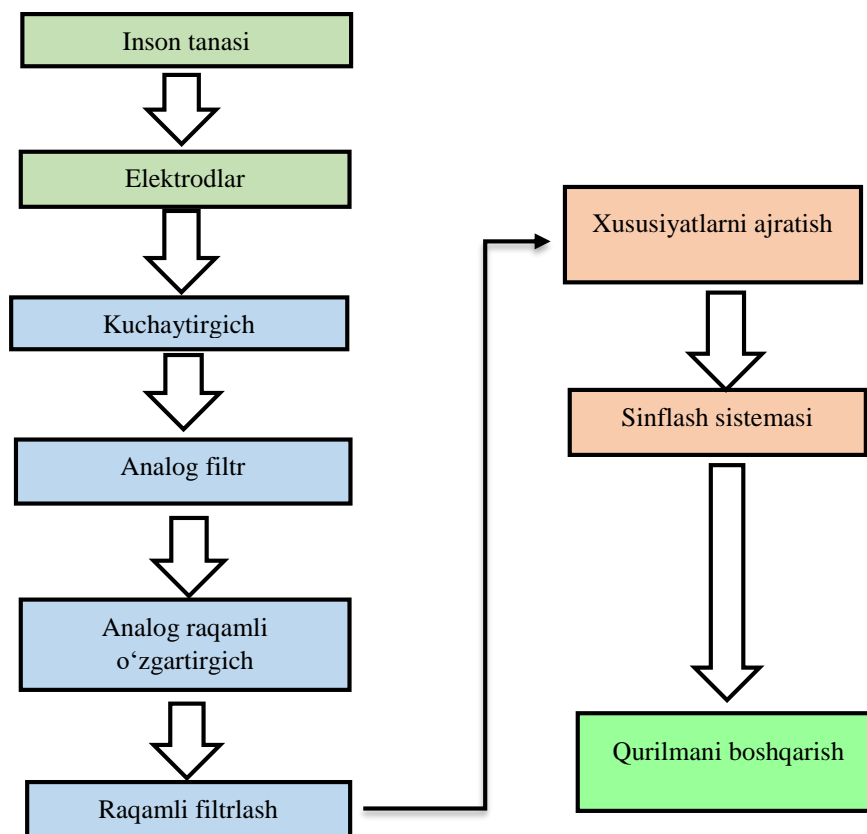 Inson tanasi
Elektrodlar
Kuchaytirgich
Analog filtr
Analog raqamli
o‘zgartirgich
Raqamli filtrlash
Xususiyatlarni ajratish
Sinflash sistemasi
Qurilmani boshqarish